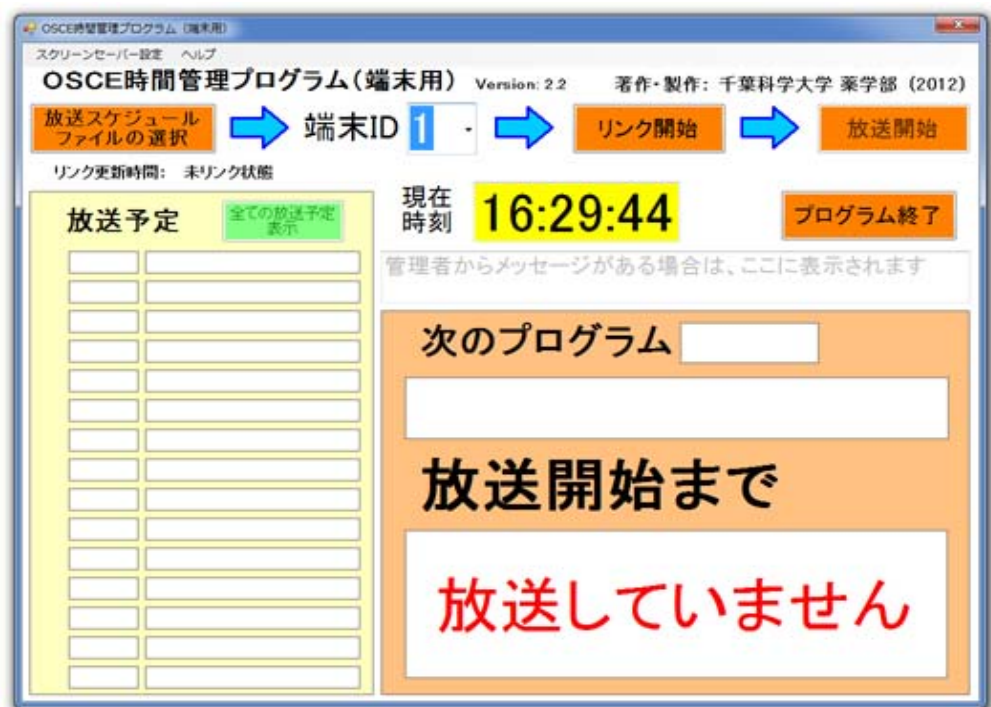 OSCE時間管理プログラム（端末用）
スクリーンセーバー設定 ヘルプ
OSCE時間管理プログラム（端末用） Version: 2.2 著作・製作: 千葉科学大学 薬学部 (2012)
放送スケジュール
ファイルの選択
端末ID 1
リンク開始
放送開始
リンク更新時間: 未リンク状態
放送予定
全ての放送予定
表示
現在
時刻
16:29:44
プログラム終了
管理者からメッセージがある場合は、ここに表示されます
次のプログラム
放送開始まで
放送していません